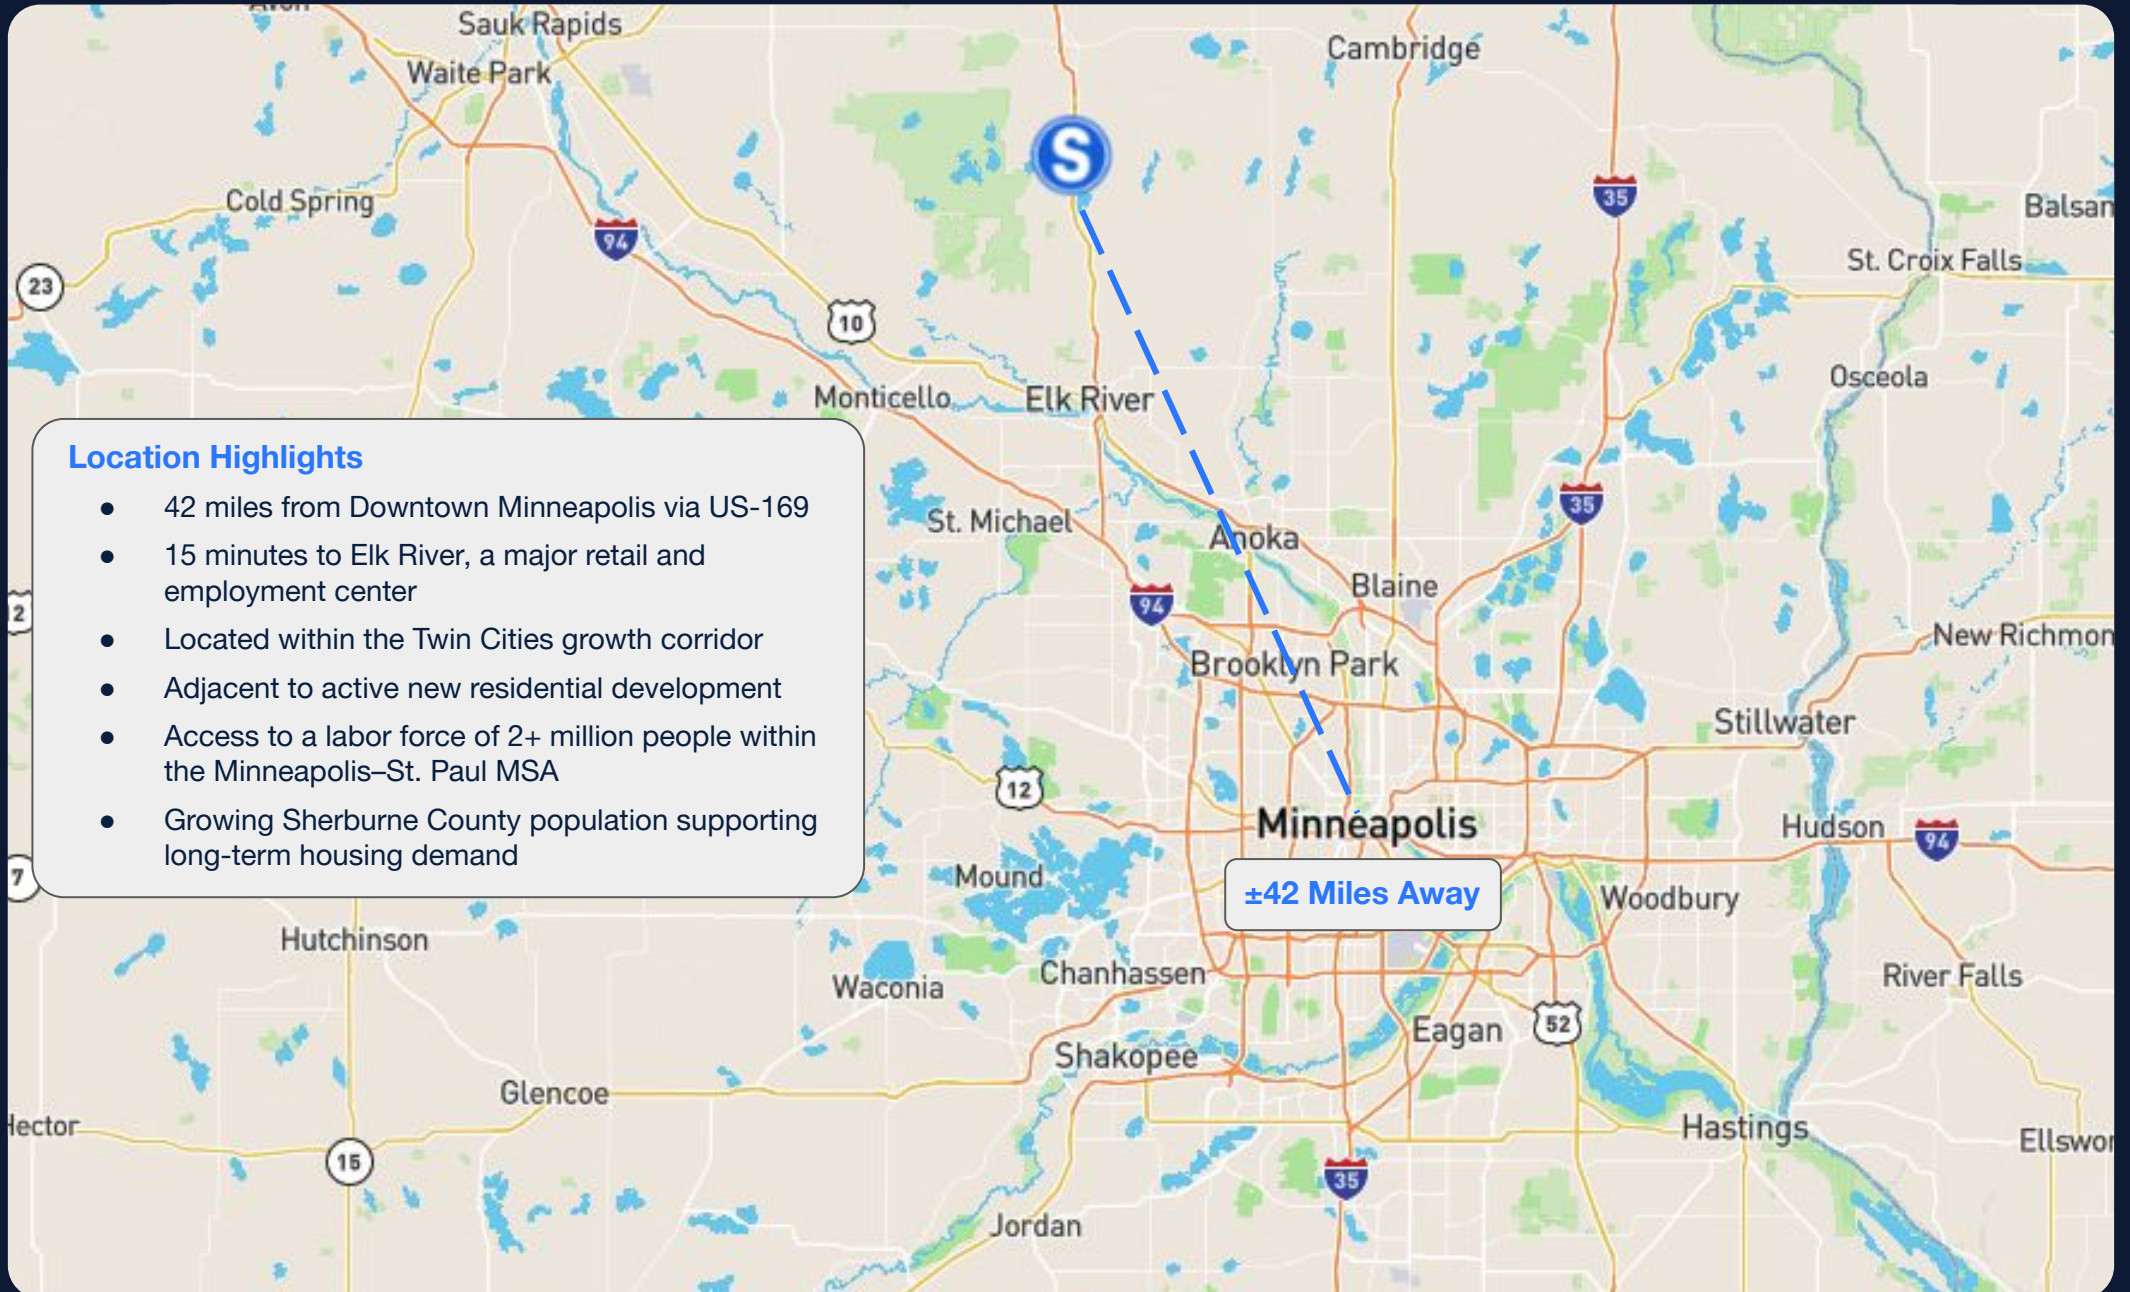 Sauk Rapids
Cambridge
Waite Park
S
35
Cold Spring
Balsam
94
St. Croix Falls
23
10
Osceola
Monticello
Elk River
Location Highlights
● 42 miles from Downtown Minneapolis via US-169
● 15 minutes to Elk River, a major retail and
employment center
● Located within the Twin Cities growth corridor
● Adjacent to active new residential development
● Access to a labor force of 2+ million people within
the Minneapolis–St. Paul MSA
● Growing Sherburne County population supporting
long-term housing demand
35
St. Michael
Anoka
Blaine
94
12
New Richmon
Brooklyn Park
Stillwater
12
Minneapolis
Hudson
94
7
Mound
±42 Miles Away
Woodbury
Hutchinson
Chanhassen
River Falls
Waconia
52
Eagan
Shakopee
Glencoe
Hector
Hastings
Ellswor
15
35
Jordan